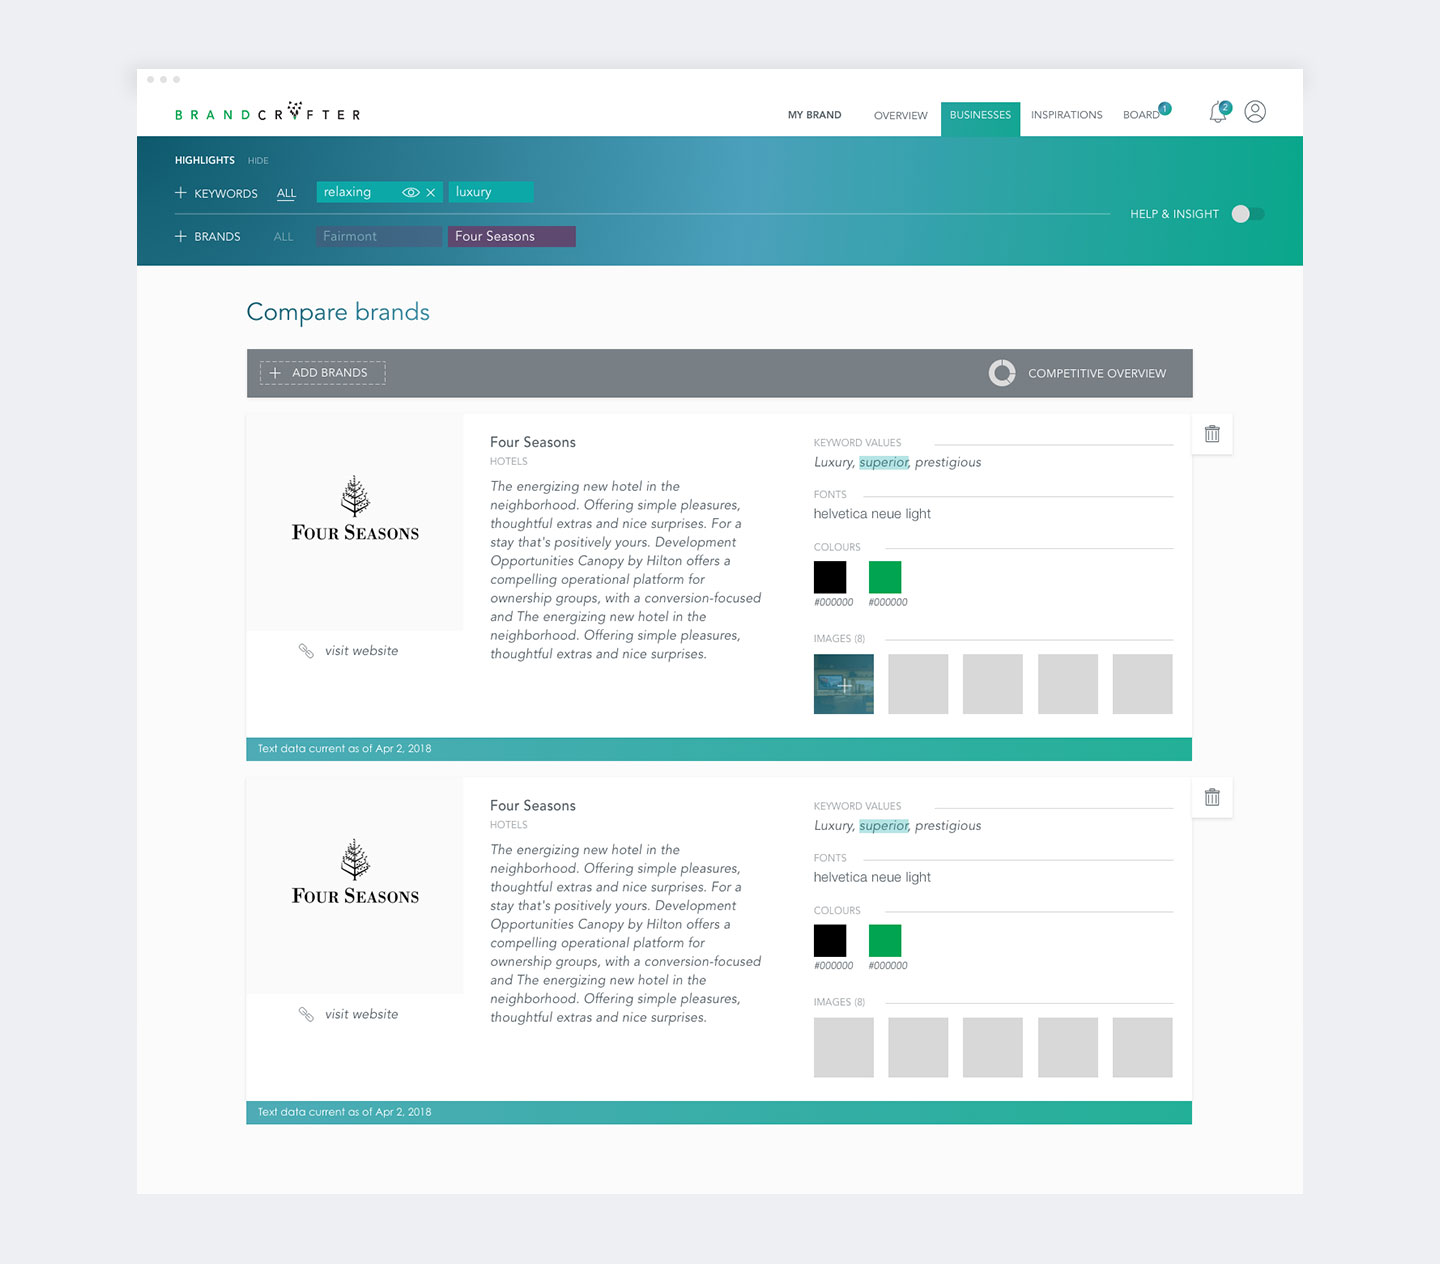 BRANDCRAFTER
MY BRAND
OVERVIEW
BUSINESSES
INSPIRATIONS
BOARD 1
2
HIGHLIGHTS HIDE
KEYWORDS ALL relaxing luxury
HELP & INSIGHT
BRANDS ALL Fairmont Four Seasons
Compare brands
ADD BRANDS
COMPETITIVE OVERVIEW
FOUR SEASONS
visit website
Four Seasons
HOTELS
The energizing new hotel in the
neighborhood. Offering simple pleasures,
thoughtful extras and nice surprises. For a
stay that's positively yours. Development
Opportunities Canopy by Hilton offers a
compelling operational platform for
ownership groups, with a conversion-focused
and The energizing new hotel in the
neighborhood. Offering simple pleasures,
thoughtful extras and nice surprises.
KEYWORD VALUES
Luxury, superior, prestigious
FONTS
helvetica neue light
COLOURS
#000000 #000000
IMAGES (8)
Text data current as of Apr 2, 2018
FOUR SEASONS
visit website
Four Seasons
HOTELS
The energizing new hotel in the
neighborhood. Offering simple pleasures,
thoughtful extras and nice surprises. For a
stay that's positively yours. Development
Opportunities Canopy by Hilton offers a
compelling operational platform for
ownership groups, with a conversion-focused
and The energizing new hotel in the
neighborhood. Offering simple pleasures,
thoughtful extras and nice surprises.
KEYWORD VALUES
Luxury, superior, prestigious
FONTS
helvetica neue light
COLOURS
#000000 #000000
IMAGES (8)
Text data current as of Apr 2, 2018